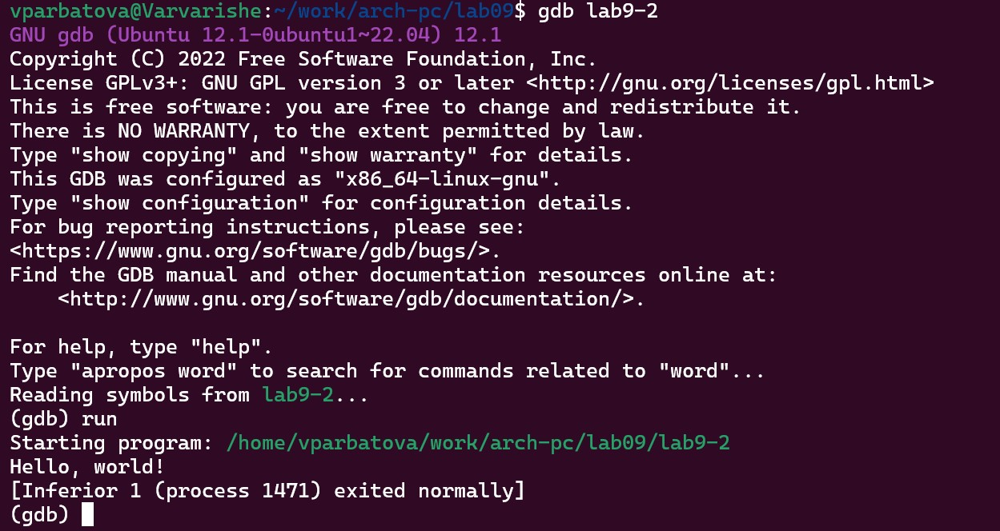 vparbatova@Varvarishe:~/work/arch-pc/lab09$ gdb lab9-2
GNU gdb (Ubuntu 12.1-0ubuntu1~22.04) 12.1
Copyright (C) 2022 Free Software Foundation, Inc.
License GPLv3+: GNU GPL version 3 or later <http://gnu.org/licenses/gpl.html>
This is free software: you are free to change and redistribute it.
There is NO WARRANTY, to the extent permitted by law.
Type "show copying" and "show warranty" for details.
This GDB was configured as "x86_64-linux-gnu".
Type "show configuration" for configuration details.
For bug reporting instructions, please see:
<https://www.gnu.org/software/gdb/bugs/>.
Find the GDB manual and other documentation resources online at:
    <http://www.gnu.org/software/gdb/documentation/>.

For help, type "help".
Type "apropos word" to search for commands related to "word"...
Reading symbols from lab9-2...
(gdb) run
Starting program: /home/vparbatova/work/arch-pc/lab09/lab9-2
Hello, world!
[Inferior 1 (process 1471) exited normally]
(gdb)